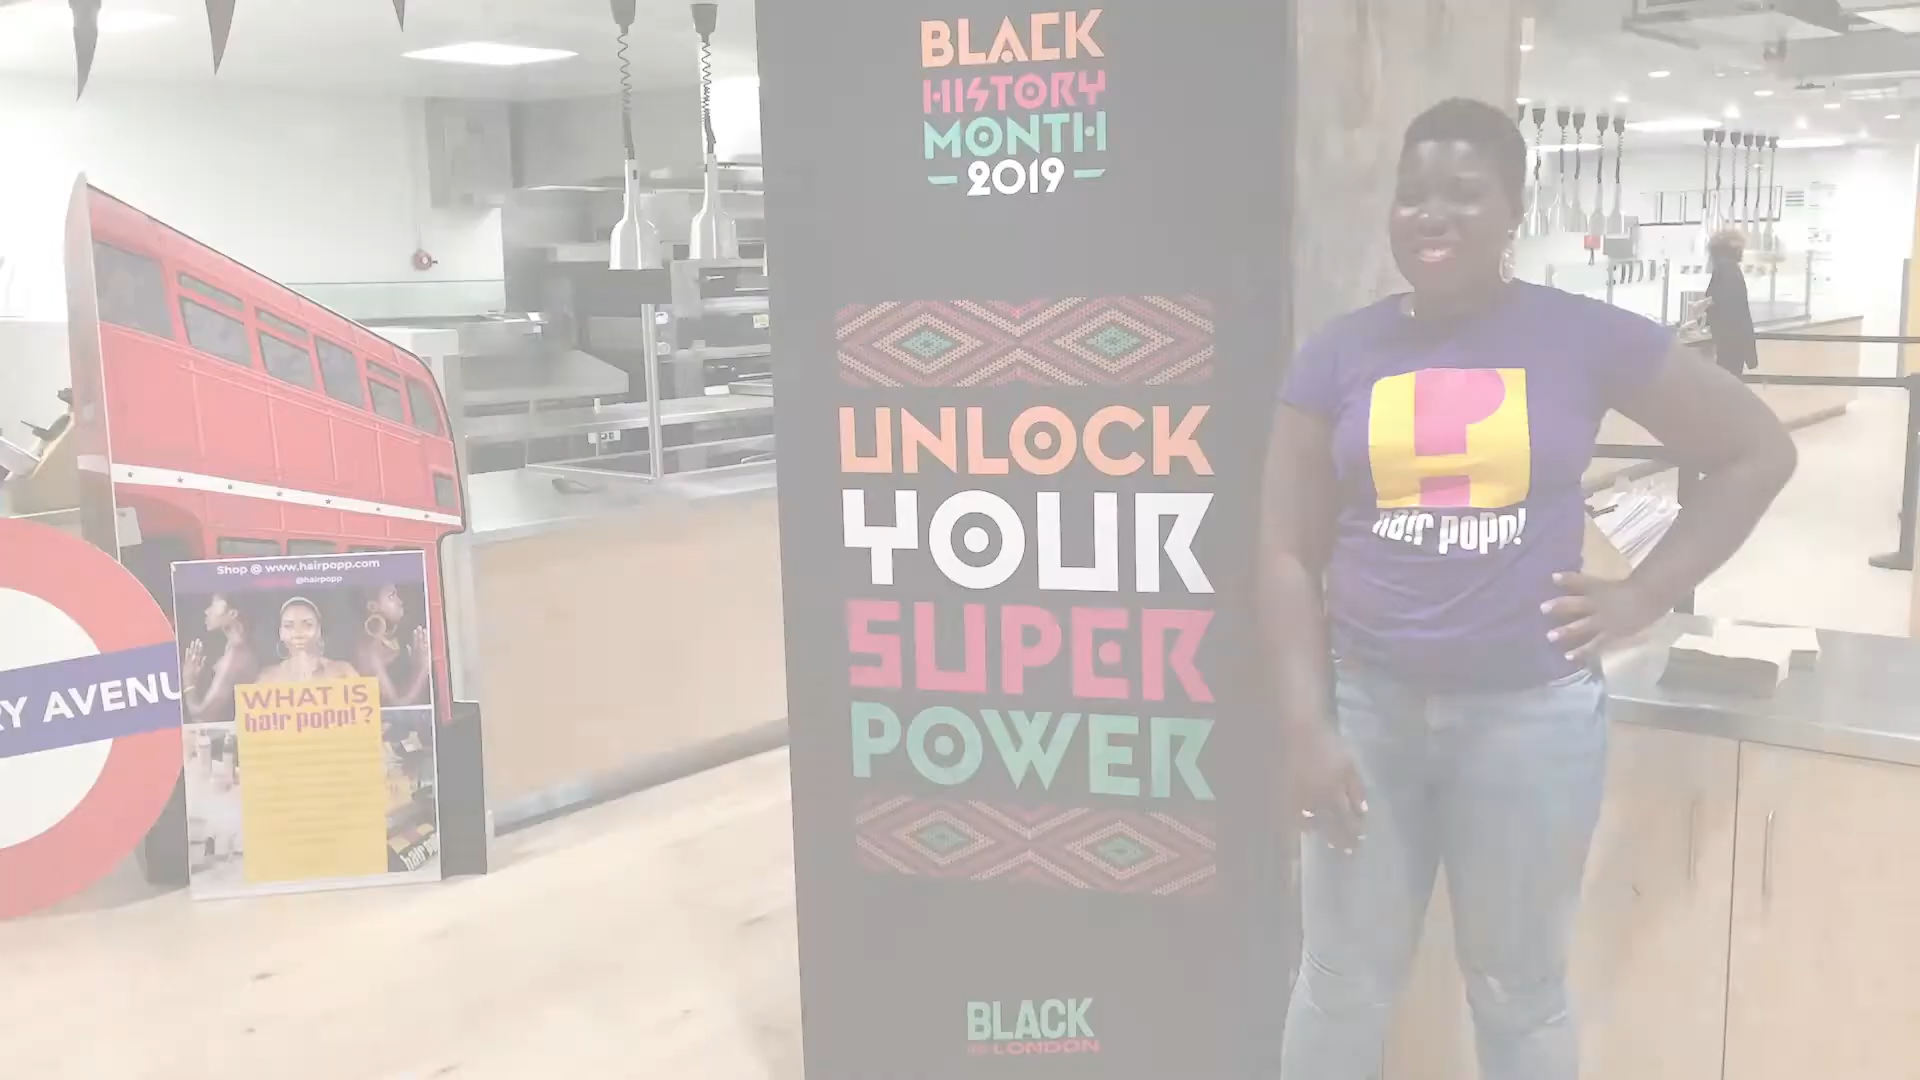 BLACK
HISTORY
MONTH
2019
UNLOCK
YOUR
SUPER
POWER
BLACK
LONDON
hair popp!
RY AVENU
Shop @ www.hairpopp.com
@hairpopp
WHAT IS
hair popp!?